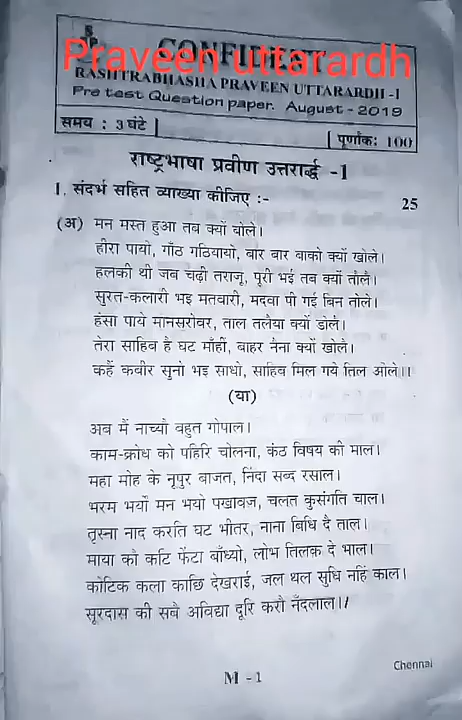 Praveen uttarardh
RASHTRABHASHA PRAVEEN UTTARARDH - I
Pre test Question paper. August - 2019
समय : 3 घंटे
पूर्णांक: 100
राष्ट्रभाषा प्रवीण उत्तरार्द्ध -1
I. संदर्भ सहित व्याख्या कीजिए :-
25
(अ) मन मस्त हुआ तब क्यों बोले।
हीरा पायो, गाँठ गठियायो, बार बार बाको क्यों खोले।
हलकी थी जब चढ़ी तराजू, पूरी भई तब क्यों तौले।
सुरत-कलारी भइ मतवारी, मदवा पी गई बिन तोले।
हंसा पाये मानसरोवर, ताल तलैया क्यों डोले।
तेरा साहिब है घट माँहीं, बाहर नैना क्यों खोले।
कहैं कबीर सुनो भइ साधो, साहिब मिल गये तिल ओले।।
(या)
अब मैं नाच्यौ बहुत गोपाल।
काम-क्रोध को पहिरि चोलना, कंठ विषय की माल।
महा मोह के नूपुर बाजत, निंदा सब्द रसाल।
भरम भर्यो मन भयो पखावज, चलत कुसंगति चाल।
तृस्ना नाद करति घट भीतर, नाना बिधि दै ताल।
माया कौ कटि फेंटा बाँध्यो, लोभ तिलक दे भाल।
कोटिक कला काछि देखराई, जल थल सुधि नहिं काल।
सूरदास की सबै अविद्या दूरि करौ नँदलाल।।
M - 1
Chennai